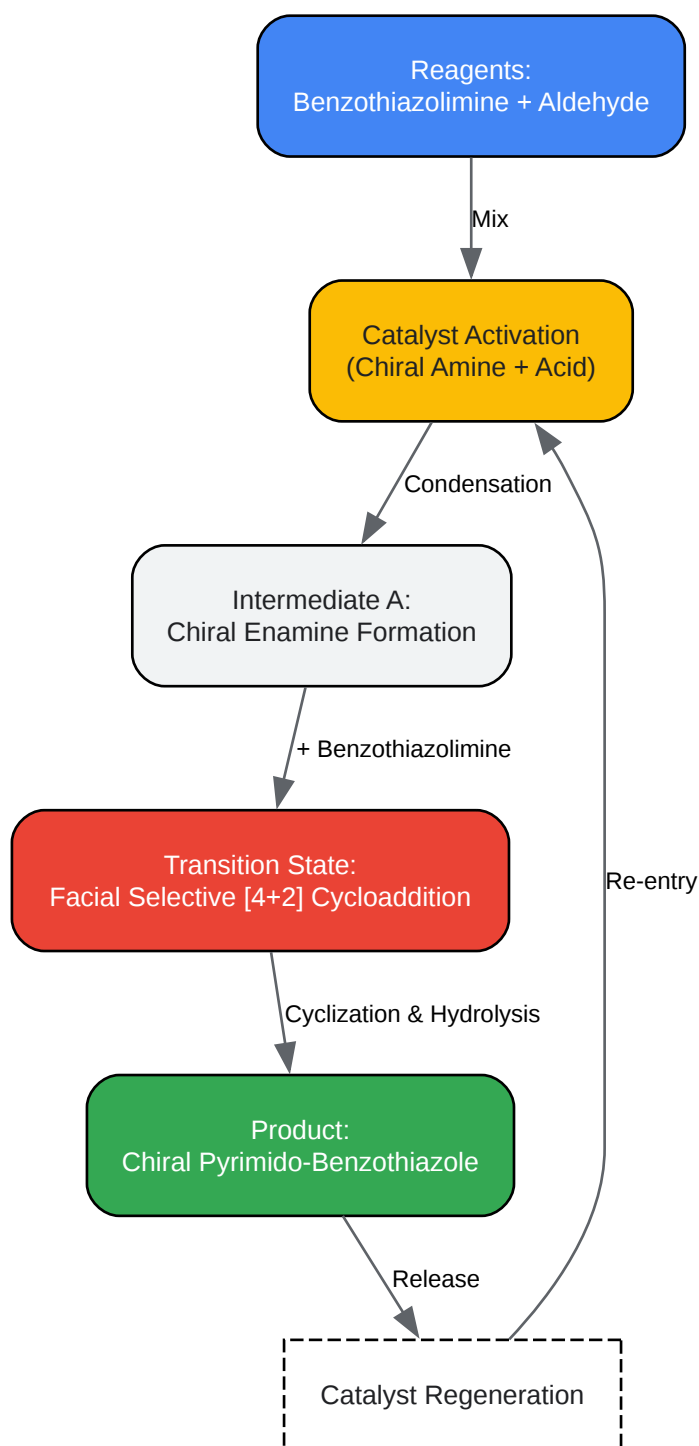 Reagents:
Benzothiazolimine + Aldehyde
Mix
Catalyst Activation
(Chiral Amine + Acid)
Condensation
Intermediate A:
Chiral Enamine Formation
+ Benzothiazolimine
Transition State:
Facial Selective [4+2] Cycloaddition
Re-entry
Cyclization & Hydrolysis
Product:
Chiral Pyrimido-Benzothiazole
Release
Catalyst Regeneration